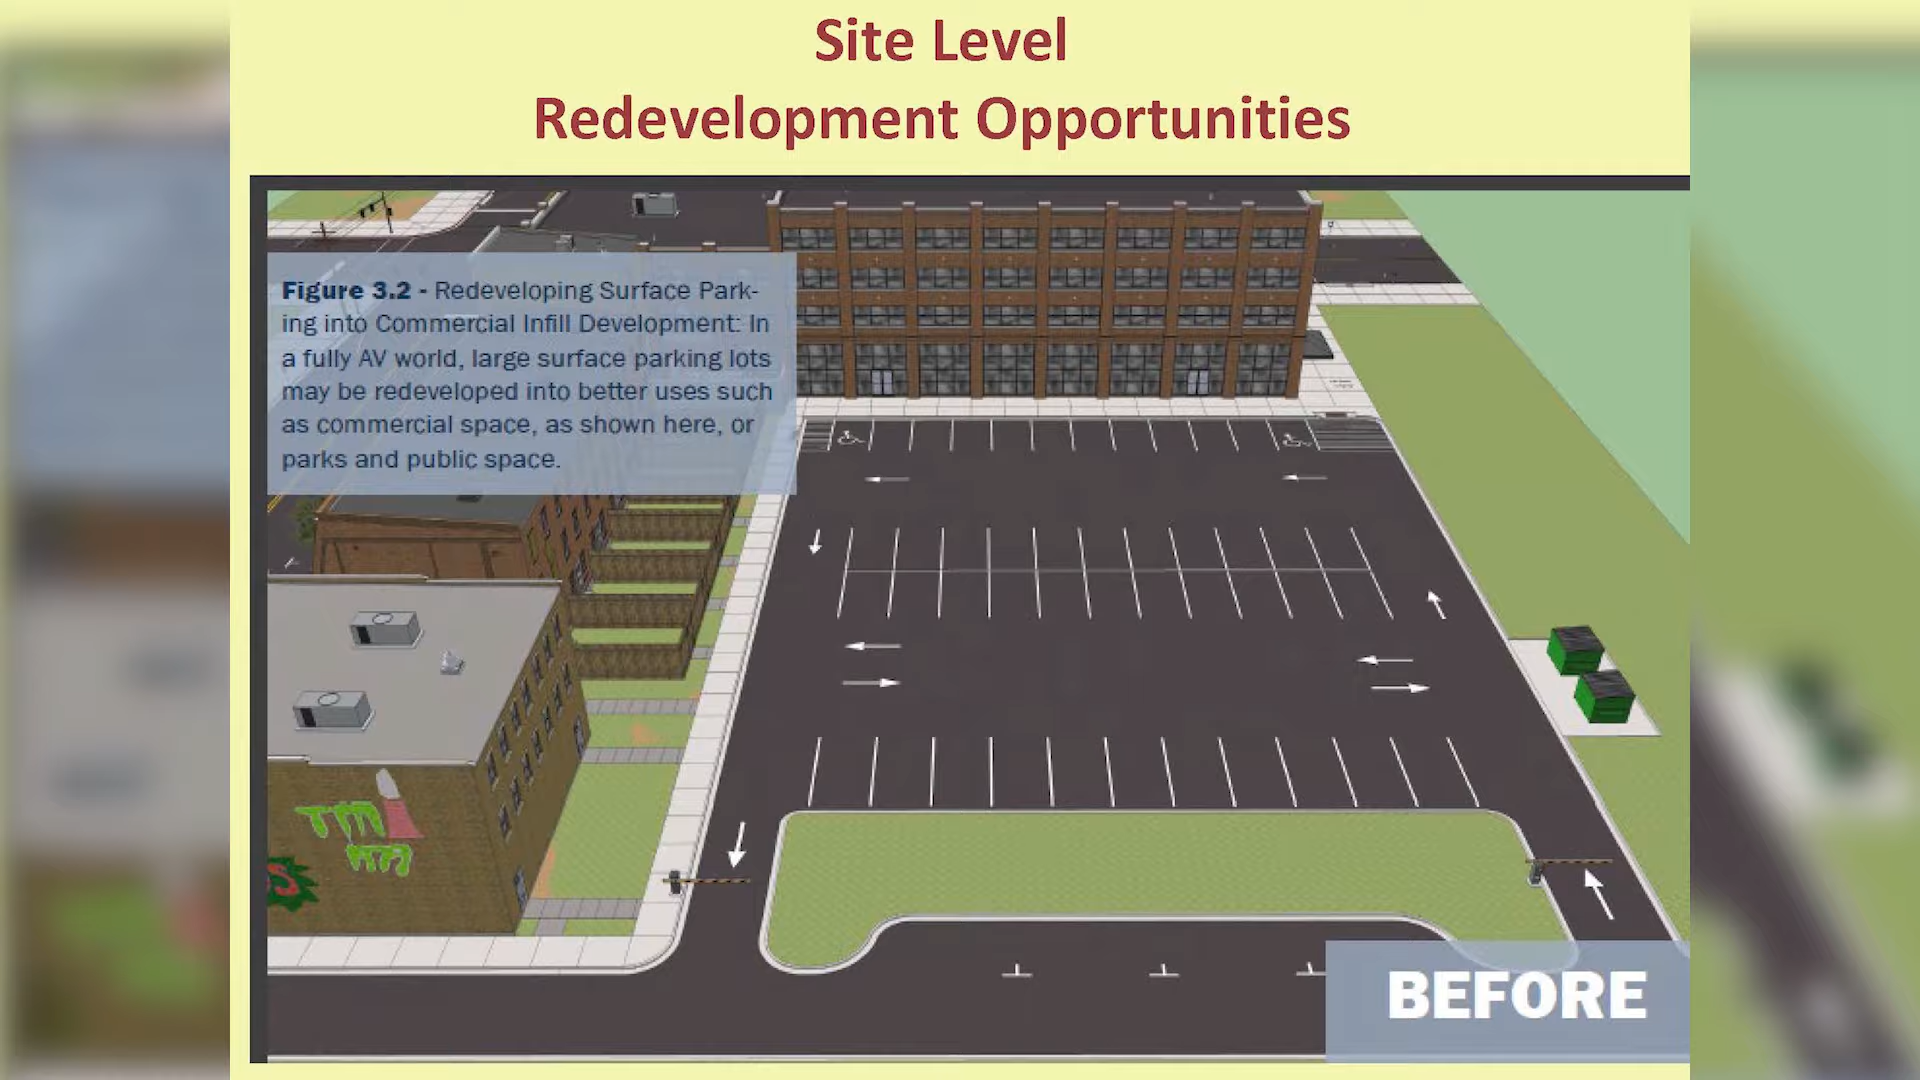 Site Level
Redevelopment Opportunities
Figure 3.2 - Redeveloping Surface Park-
ing into Commercial Infill Development: In
a fully AV world, large surface parking lots
may be redeveloped into better uses such
as commercial space, as shown here, or
parks and public space.
BEFORE